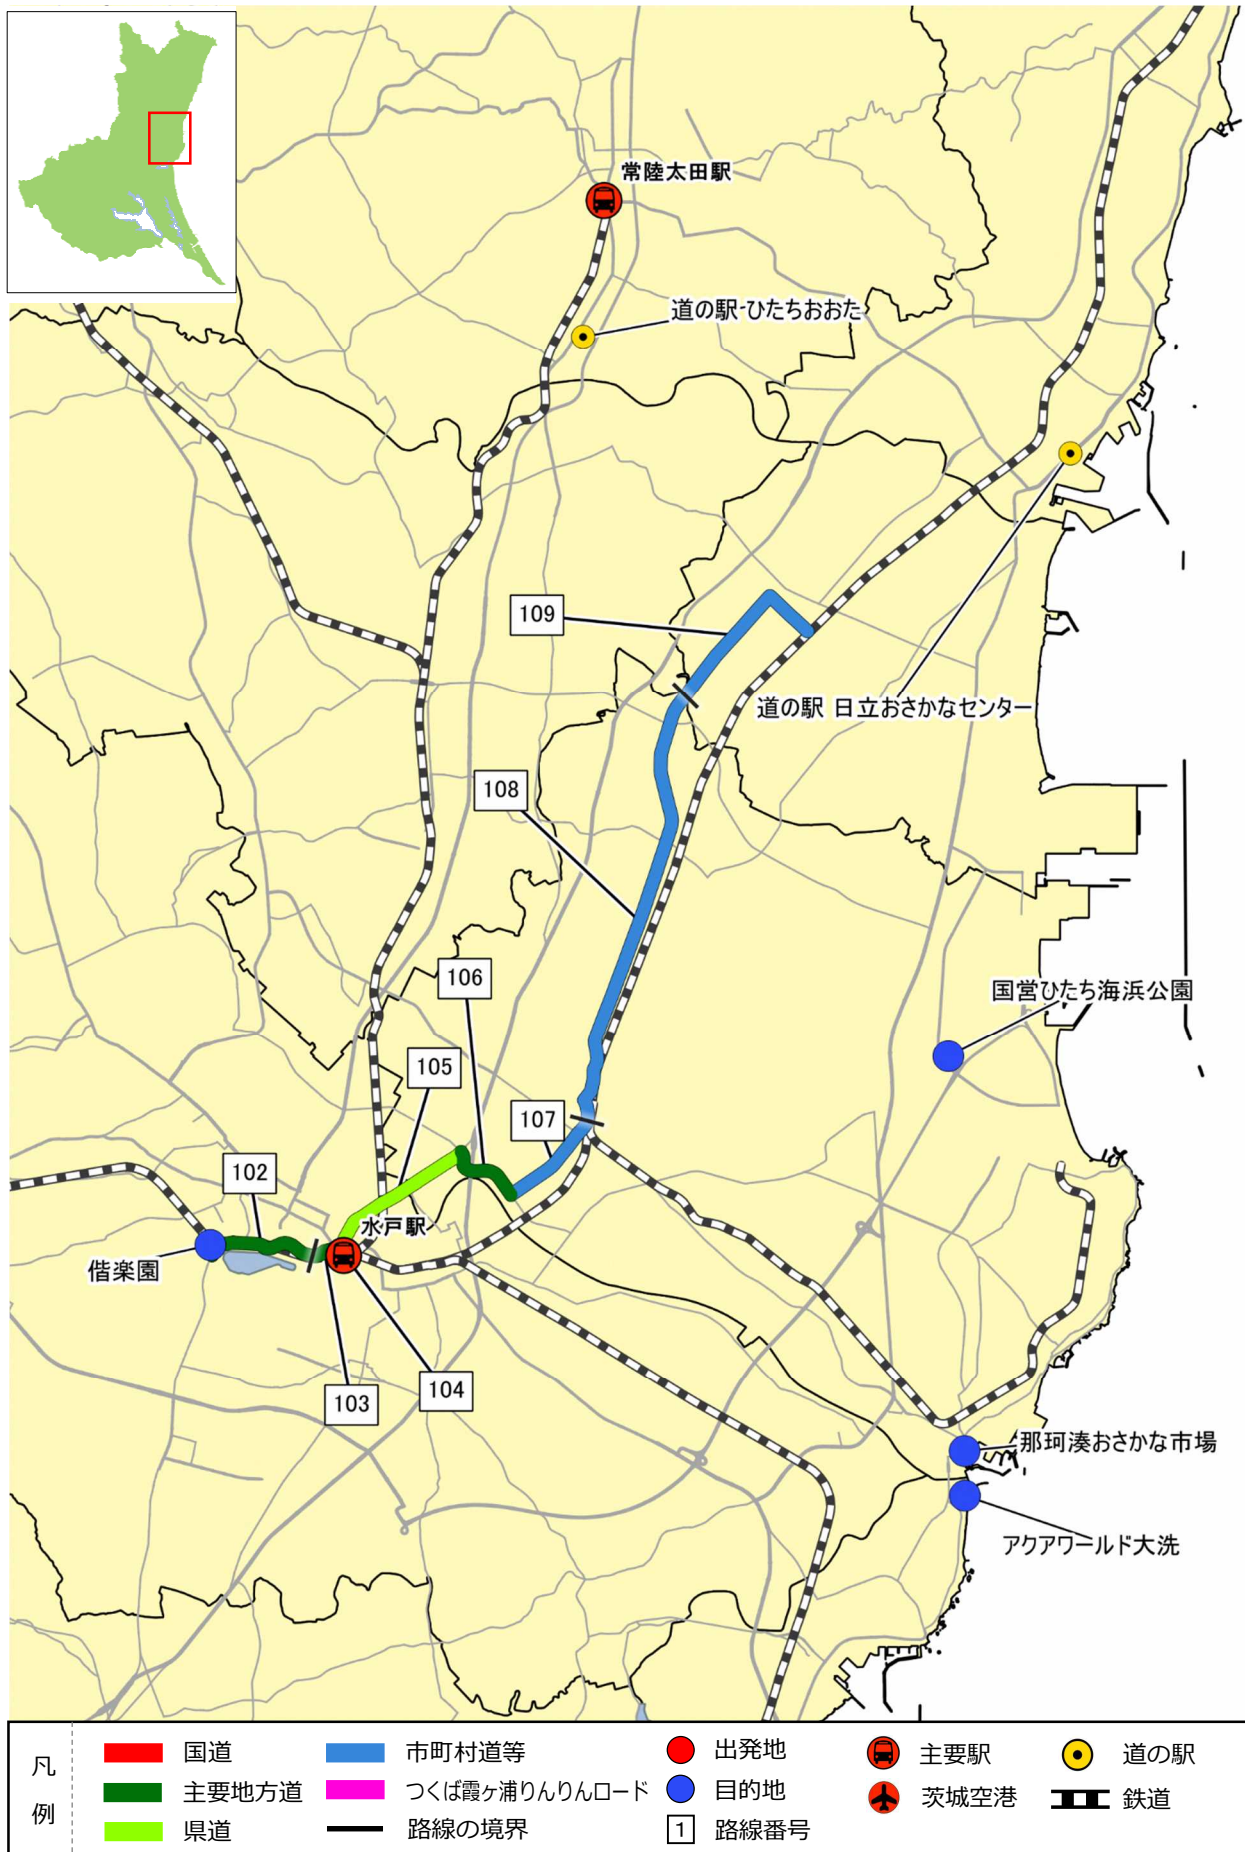 常陸太田駅
道の駅 ひたちおおた
109
道の駅 日立おさかなセンター
108
106
国営ひたち海浜公園
105
107
102
水戸駅
偕楽園
103
104
那珂湊おさかな市場
アクアワールド大洗
凡例
国道
市町村道等
出発地
主要駅
道の駅
主要地方道
つくば霞ヶ浦りんりんロード
目的地
茨城空港
鉄道
県道
路線の境界
1 路線番号